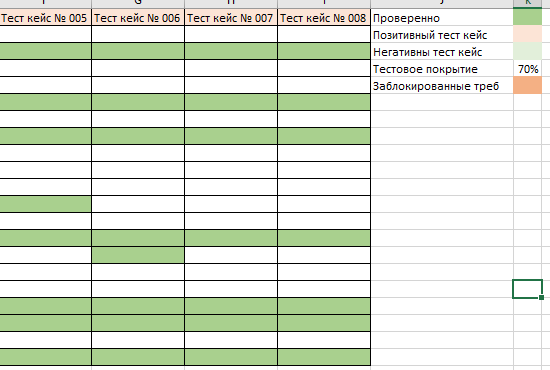 Тест кейс № 005 Тест кейс № 006 Тест кейс № 007 Тест кейс № 008 Проверенно
Позитивный тест кейс
Негативны тест кейс
Тестовое покрытие 70%
Заблокированные треб